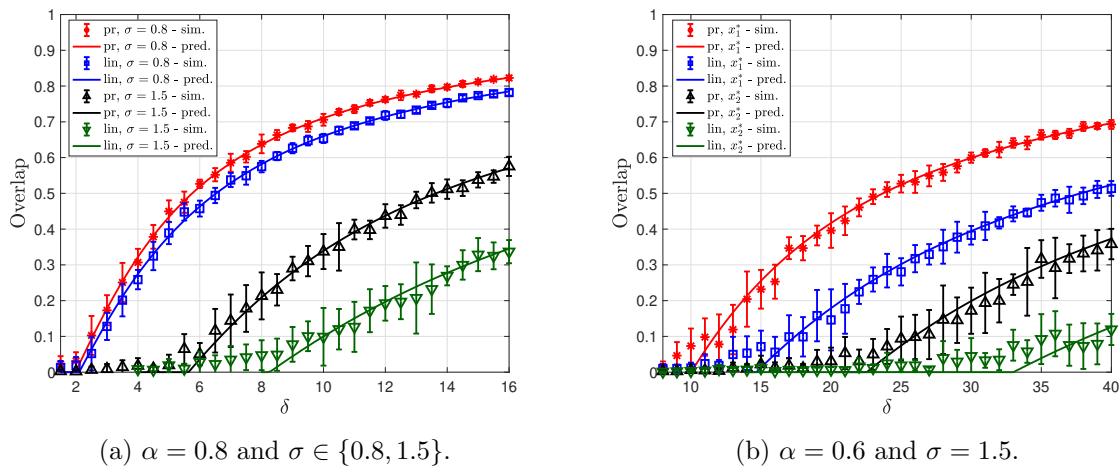 1
0.9
0.8
0.7
0.6
0.5
0.4
0.3
0.2
0.1
0
Overlap
pr, σ = 0.8 - sim.
pr, σ = 0.8 - pred.
lin, σ = 0.8 - sim.
lin, σ = 0.8 - pred.
pr, σ = 1.5 - sim.
pr, σ = 1.5 - pred.
lin, σ = 1.5 - sim.
lin, σ = 1.5 - pred.
2 4 6 8 10 12 14 16
δ
(a) α = 0.8 and σ ∈ {0.8, 1.5}.
1
0.9
0.8
0.7
0.6
0.5
0.4
0.3
0.2
0.1
0
Overlap
pr, x₁* - sim.
pr, x₁* - pred.
lin, x₁* - sim.
lin, x₁* - pred.
pr, x₂* - sim.
pr, x₂* - pred.
lin, x₂* - sim.
lin, x₂* - pred.
10 15 20 25 30 35 40
δ
(b) α = 0.6 and σ = 1.5.